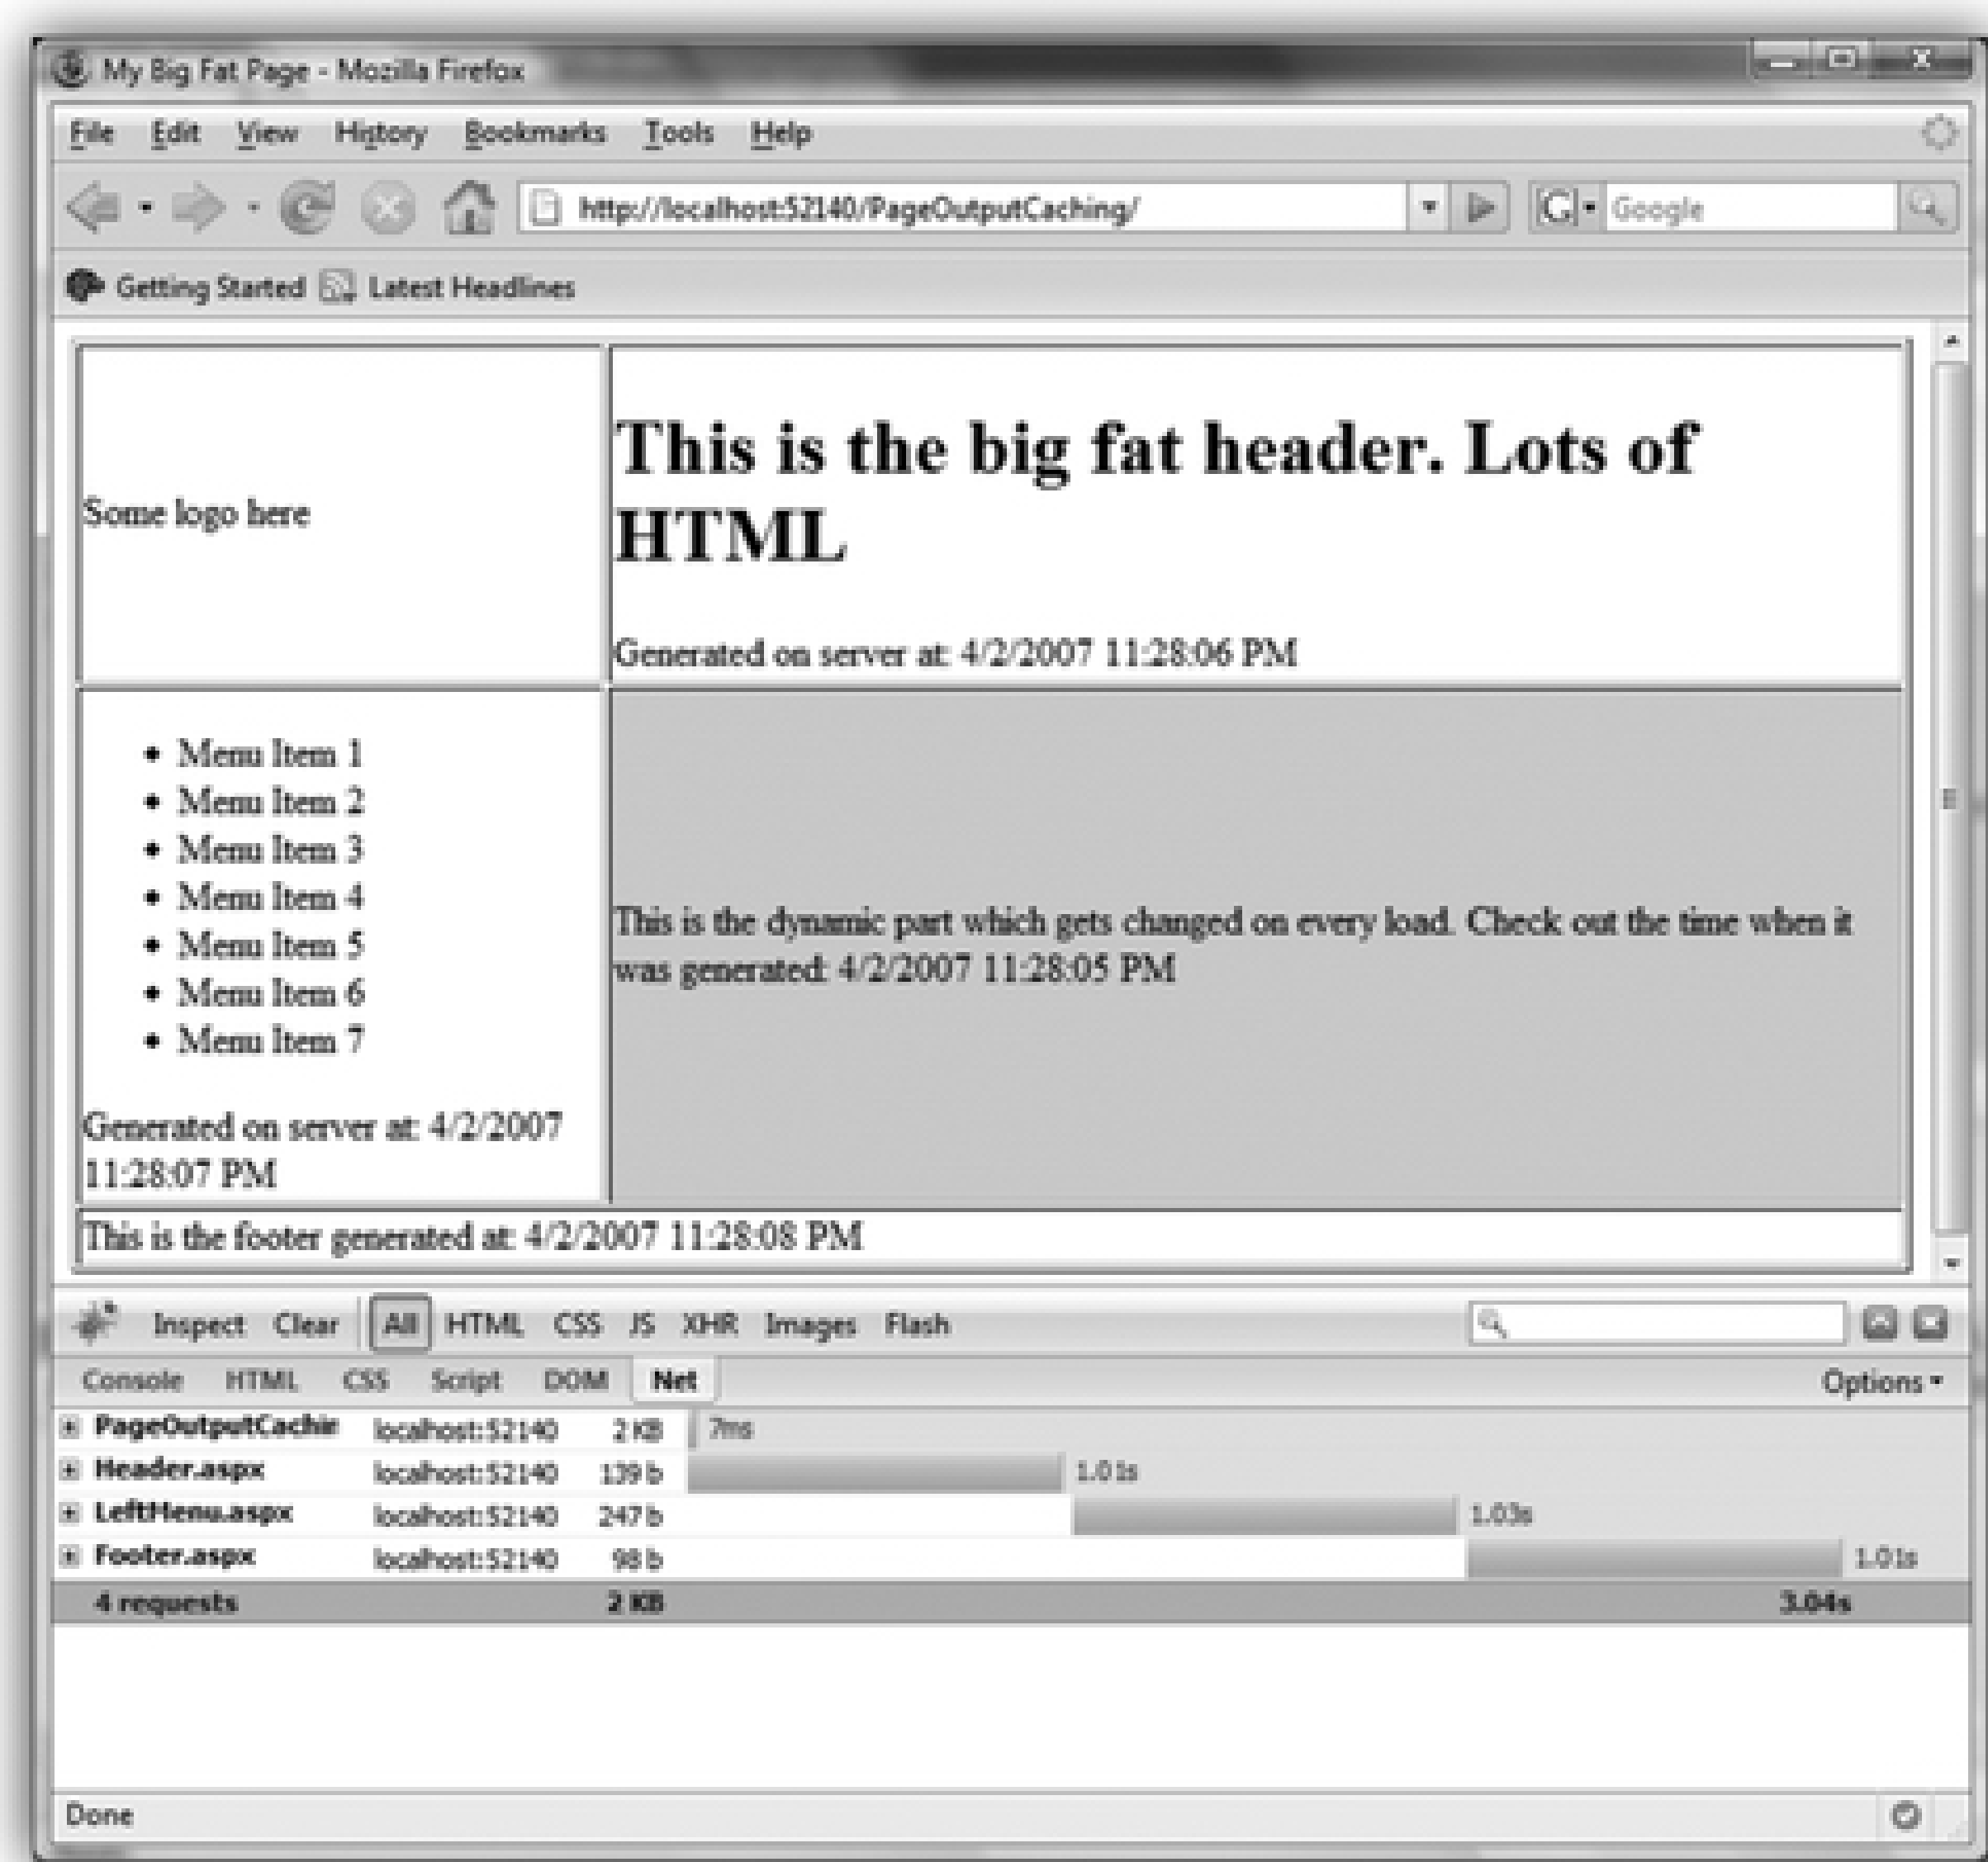 My Big Fat Page - Mozilla Firefox
File Edit View History Bookmarks Tools Help
http://localhost:52140/PageOutputCaching/
G Google
Getting Started Latest Headlines
Some logo here
This is the big fat header. Lots of
HTML
Generated on server at: 4/2/2007 11:28:06 PM
• Menu Item 1
• Menu Item 2
• Menu Item 3
• Menu Item 4
• Menu Item 5
• Menu Item 6
• Menu Item 7
Generated on server at: 4/2/2007
11:28:07 PM
This is the dynamic part which gets changed on every load. Check out the time when it
was generated: 4/2/2007 11:28:05 PM
This is the footer generated at: 4/2/2007 11:28:08 PM
Inspect Clear All HTML CSS JS XHR Images Flash
Console HTML CSS Script DOM Net Options
PageOutputCachin localhost:52140 2 KB 7ms
Header.aspx localhost:52140 139 b 1.01s
LeftMenu.aspx localhost:52140 247 b 1.03s
Footer.aspx localhost:52140 98 b 1.01s
4 requests 2 KB 3.04s
Done